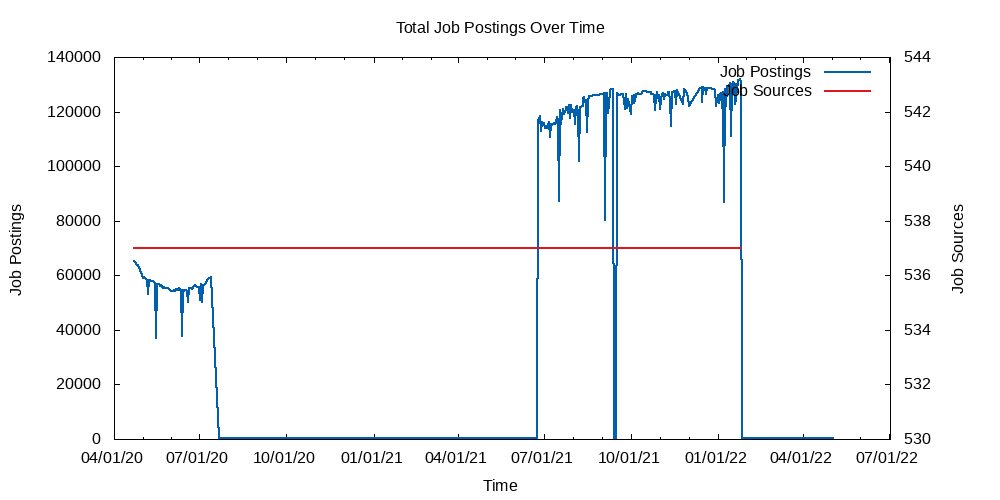 Total Job Postings Over Time
140000
120000
100000
80000
60000
40000
20000
0
Job Postings
544
542
540
538
536
534
532
530
Job Sources
Job Postings
Job Sources
04/01/20 07/01/20 10/01/20 01/01/21 04/01/21 07/01/21 10/01/21 01/01/22 04/01/22 07/01/22
Time